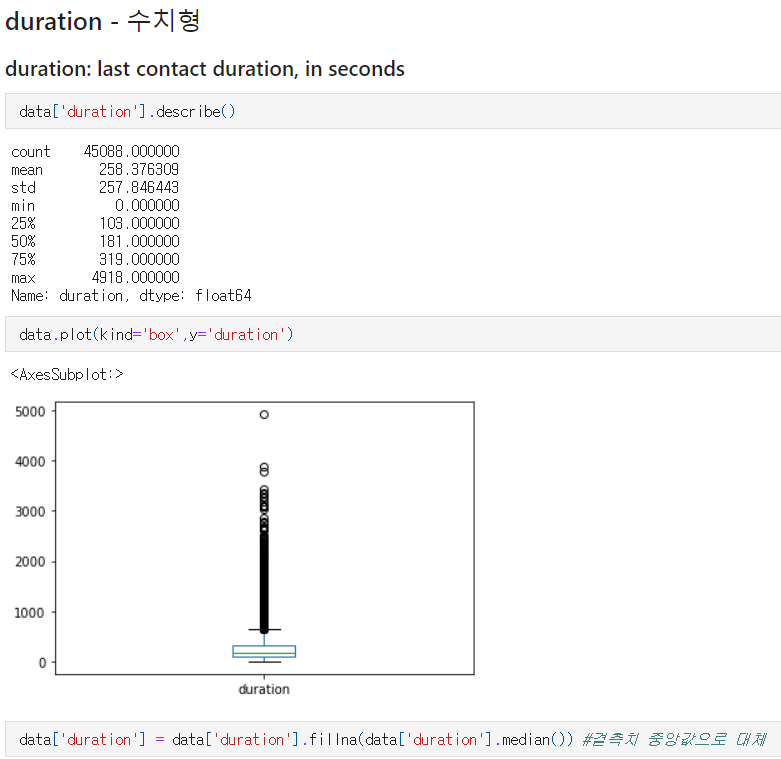 duration - 수치형
duration: last contact duration, in seconds
data['duration'].describe()
count    45088.000000
mean       258.376309
std        257.846443
min          0.000000
25%        103.000000
50%        181.000000
75%        319.000000
max       4918.000000
Name: duration, dtype: float64
data.plot(kind='box',y='duration')
<AxesSubplot:>
5000
4000
3000
2000
1000
0
duration
data['duration'] = data['duration'].fillna(data['duration'].median()) #결측치 중앙값으로 대체